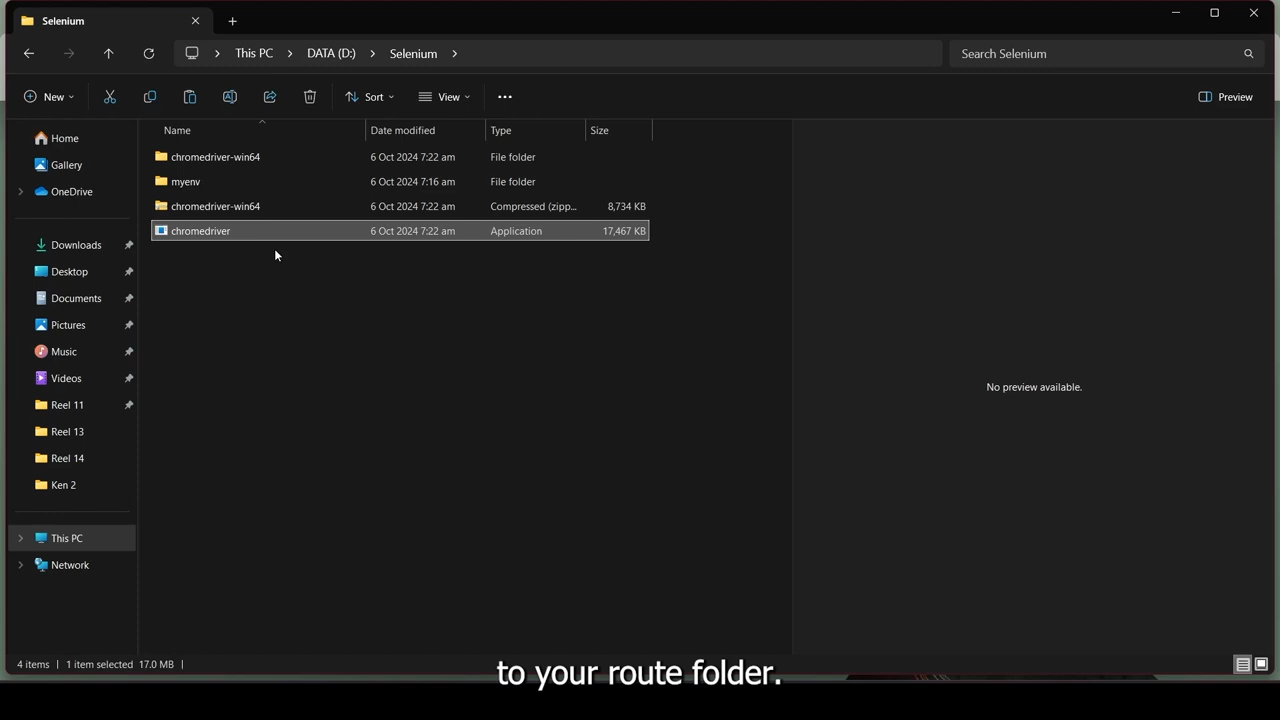 Selenium
This PC > DATA (D:) > Selenium >
Search Selenium
New
Sort
View
Preview
Name Date modified Type Size
chromedriver-win64 6 Oct 2024 7:22 am File folder
myenv 6 Oct 2024 7:16 am File folder
chromedriver-win64 6 Oct 2024 7:22 am Compressed (zipp... 8,734 KB
chromedriver 6 Oct 2024 7:22 am Application 17,467 KB
Home
Gallery
OneDrive
Downloads
Desktop
Documents
Pictures
Music
Videos
Reel 11
Reel 13
Reel 14
Ken 2
This PC
Network
No preview available.
4 items | 1 item selected 17.0 MB |
to your route folder.